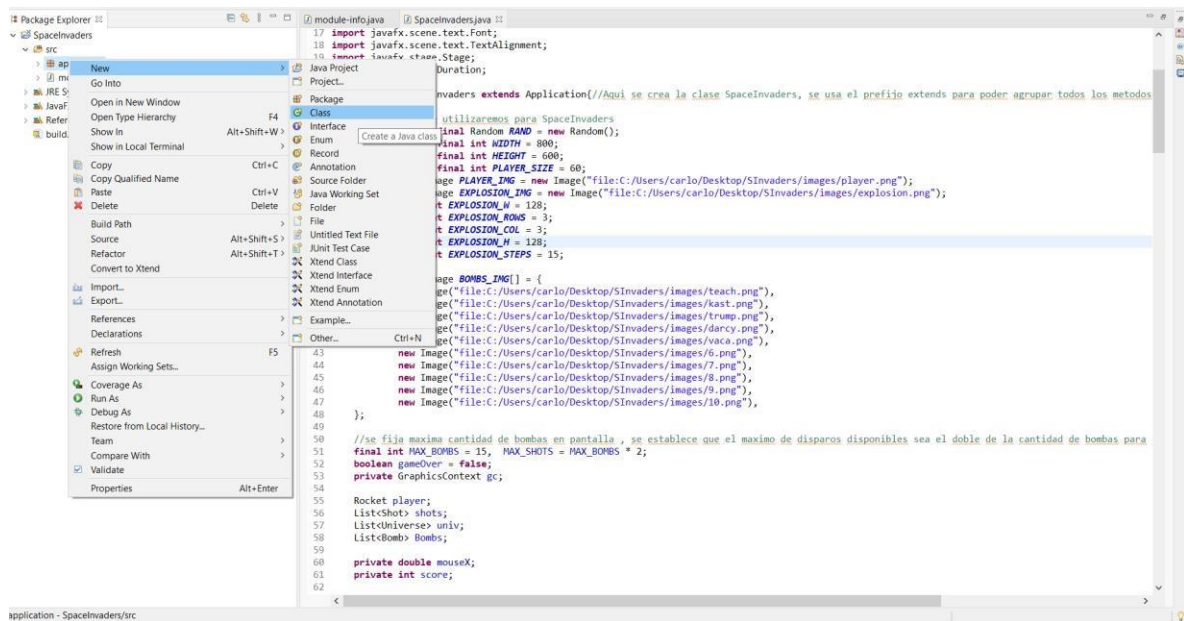 Package Explorer
SpaceInvaders
src
ap
mo
JRE Sy
JavaF
Refer
build.
New
Go Into
Open in New Window
Open Type Hierarchy F4
Show In Alt+Shift+W >
Show in Local Terminal
Copy Ctrl+C
Copy Qualified Name
Paste Ctrl+V
Delete Delete
Build Path
Source Alt+Shift+S >
Refactor Alt+Shift+T >
Convert to Xtend
Import...
Export...
References
Declarations
Refresh F5
Assign Working Sets...
Coverage As
Run As
Debug As
Restore from Local History...
Team
Compare With
Validate
Properties Alt+Enter
Java Project
Project...
Package
Class
Interface
Enum
Record
Annotation
Source Folder
Java Working Set
Folder
File
Untitled Text File
JUnit Test Case
Xtend Class
Xtend Interface
Xtend Enum
Xtend Annotation
Example...
Other... Ctrl+N
Create a Java class
module-info.java
SpaceInvaders.java
17 import javafx.scene.text.Font;
18 import javafx.scene.text.TextAlignment;
19 import javafx.stage.Stage;
Duration;
nvaders extends Application{//Aqui se crea la clase SpaceInvaders, se usa el prefijo extends para poder agrupar todos los metodos
utilizaremos para SpaceInvaders
final Random RAND = new Random();
final int WIDTH = 800;
final int HEIGHT = 600;
final int PLAYER_SIZE = 60;
age PLAYER_IMG = new Image("file:C:/Users/carlo/Desktop/SInvaders/images/player.png");
age EXPLOSION_IMG = new Image("file:C:/Users/carlo/Desktop/SInvaders/images/explosion.png");
t EXPLOSION_W = 128;
t EXPLOSION_ROWS = 3;
t EXPLOSION_COL = 3;
t EXPLOSION_H = 128;
t EXPLOSION_STEPS = 15;
age BOMBS_IMG[] = {
ge("file:C:/Users/carlo/Desktop/SInvaders/images/teach.png"),
ge("file:C:/Users/carlo/Desktop/SInvaders/images/kast.png"),
ge("file:C:/Users/carlo/Desktop/SInvaders/images/trump.png"),
ge("file:C:/Users/carlo/Desktop/SInvaders/images/darcy.png"),
ge("file:C:/Users/carlo/Desktop/SInvaders/images/vaca.png"),
43 new Image("file:C:/Users/carlo/Desktop/SInvaders/images/6.png"),
44 new Image("file:C:/Users/carlo/Desktop/SInvaders/images/7.png"),
45 new Image("file:C:/Users/carlo/Desktop/SInvaders/images/8.png"),
46 new Image("file:C:/Users/carlo/Desktop/SInvaders/images/9.png"),
47 new Image("file:C:/Users/carlo/Desktop/SInvaders/images/10.png"),
48 };
49
50 //se fija maxima cantidad de bombas en pantalla , se establece que el maximo de disparos disponibles sea el doble de la cantidad de bombas para
51 final int MAX_BOMBS = 15, MAX_SHOTS = MAX_BOMBS * 2;
52 boolean gameOver = false;
53 private GraphicsContext gc;
54
55 Rocket player;
56 List<Shot> shots;
57 List<Universe> univ;
58 List<Bomb> Bombs;
59
60 private double mouseX;
61 private int score;
62
application - SpaceInvaders/src